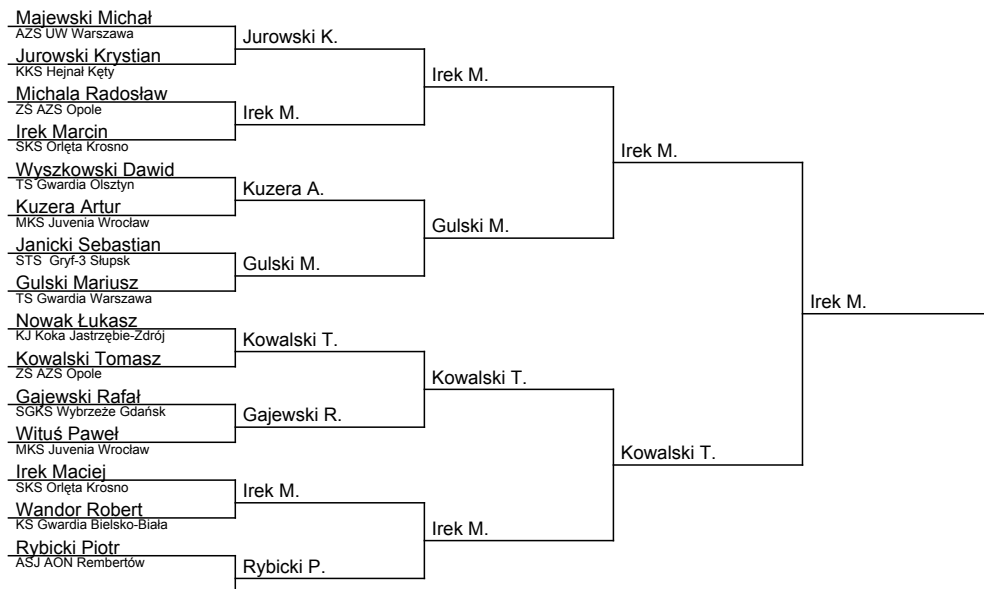 Majewski Michał
AZS UW Warszawa
Jurowski K.
Jurowski Krystian
KKS Hejnał Kęty
Irek M.
Michala Radosław
ZS AZS Opole
Irek M.
Irek Marcin
SKS Orlęta Krosno
Irek M.
Wyszkowski Dawid
TS Gwardia Olsztyn
Kuzera A.
Kuzera Artur
MKS Juvenia Wrocław
Gulski M.
Janicki Sebastian
STS Gryf-3 Słupsk
Gulski M.
Gulski Mariusz
TS Gwardia Warszawa
Irek M.
Nowak Łukasz
KJ Koka Jastrzębie-Zdrój
Kowalski T.
Kowalski Tomasz
ZS AZS Opole
Kowalski T.
Gajewski Rafał
SGKS Wybrzeże Gdańsk
Gajewski R.
Wituś Paweł
MKS Juvenia Wrocław
Kowalski T.
Irek Maciej
SKS Orlęta Krosno
Irek M.
Wandor Robert
KS Gwardia Bielsko-Biała
Irek M.
Rybicki Piotr
ASJ AON Rembertów
Rybicki P.